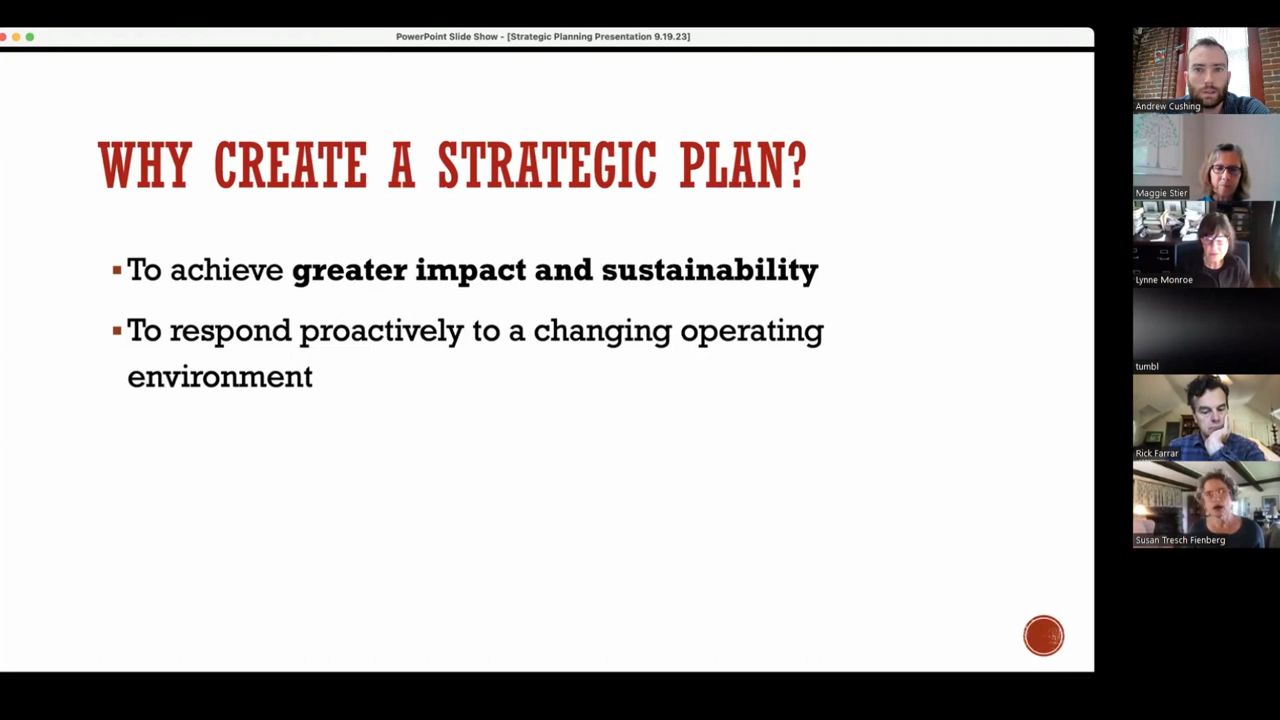 PowerPoint Slide Show - [Strategic Planning Presentation 9.19.23]
WHY CREATE A STRATEGIC PLAN?
▪To achieve greater impact and sustainability
▪To respond proactively to a changing operating
environment
Andrew Cushing
Maggie Stier
Lynne Monroe
tumbl
Rick Farrar
Susan Tresch Fienberg